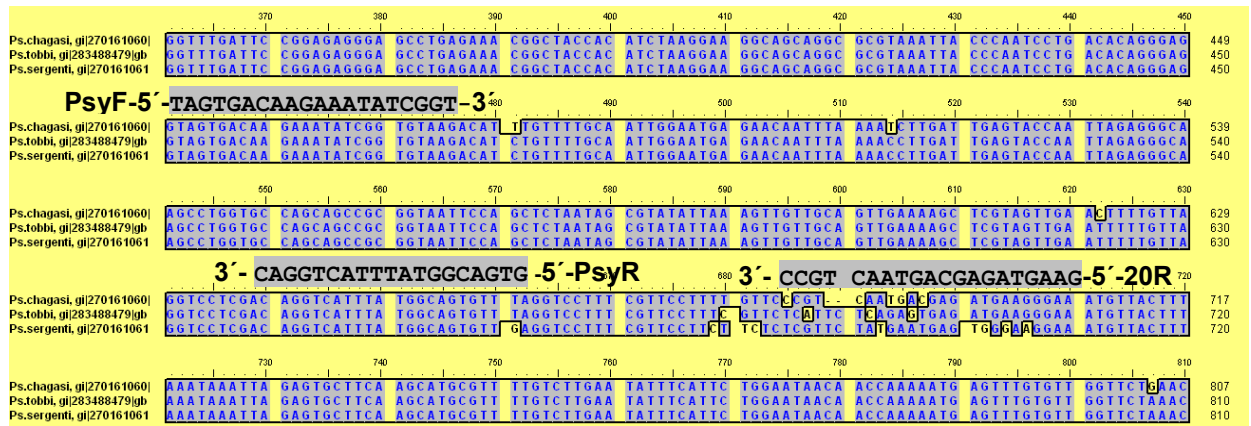 370 380 390 400 410 420 430 440 450
Ps.chagasi, gi|270161060| GGTTTGATTC CGGAGAGGGA GCCTGAGAAA CGGCTACCAC ATCTAAGGAA GGCAGCAGGC GCGTAAATTA CCCAATCCTG ACACAGGGAG 449
Ps.tobbi, gi|283488479|gb GGTTTGATTC CGGAGAGGGA GCCTGAGAAA CGGCTACCAC ATCTAAGGAA GGCAGCAGGC GCGTAAATTA CCCAATCCTG ACACAGGGAG 450
Ps.sergenti, gi|270161061 GGTTTGATTC CGGAGAGGGA GCCTGAGAAA CGGCTACCAC ATCTAAGGAA GGCAGCAGGC GCGTAAATTA CCCAATCCTG ACACAGGGAG 450
PsyF-5´-TAGTGACAAGAAATATCGGT-3´ 480 490 500 510 520 530 540
Ps.chagasi, gi|270161060| GTAGTGACAA GAAATATCGG TGTAAGACAT TTGTTTTGCA ATTGGAATGA GAACAATTTA AAATCTTGAT TGAGTACCAA TTAGAGGGCA 539
Ps.tobbi, gi|283488479|gb GTAGTGACAA GAAATATCGG TGTAAGACAT CTGTTTTGCA ATTGGAATGA GAACAATTTA AAACCTTGAT TGAGTACCAA TTAGAGGGCA 540
Ps.sergenti, gi|270161061 GTAGTGACAA GAAATATCGG TGTAAGACAT CTGTTTTGCA ATTGGAATGA GAACAATTTA AAACCTTGAT TGAGTACCAA TTAGAGGGCA 540
550 560 570 580 590 600 610 620 630
Ps.chagasi, gi|270161060| AGCCTGGTGC CAGCAGCCGC GGTAATTCCA GCTCTAATAG CGTATATTAA AGTTGTTGCA GTTGAAAAGC TCGTAGTTGA ACTTTTGTTA 629
Ps.tobbi, gi|283488479|gb AGCCTGGTGC CAGCAGCCGC GGTAATTCCA GCTCTAATAG CGTATATTAA AGTTGTTGCA GTTGAAAAGC TCGTAGTTGA ATTTTTGTTA 630
Ps.sergenti, gi|270161061 AGCCTGGTGC CAGCAGCCGC GGTAATTCCA GCTCTAATAG CGTATATTAA AGTTGTTGCA GTTGAAAAGC TCGTAGTTGA ATTTTTGTTA 630
3´- CAGGTCATTTATGGCAGTG -5´-PsyR 680 3´- CCGT CAATGACGAGATGAAG-5´-20R 720
Ps.chagasi, gi|270161060| GGTCCTCGAC AGGTCATTTA TGGCAGTGTT TAGGTCCTTT CGTTCCTTTT GTTCCCGT-- CAATGACGAG ATGAAGGGAA ATGTTACTTT 717
Ps.tobbi, gi|283488479|gb GGTCCTCGAC AGGTCATTTA TGGCAGTGTT TAGGTCCTTT CGTTCCTTTC GTTCTCATTC TCAGAGTGAG ATGAAGGGAA ATGTTACTTT 720
Ps.sergenti, gi|270161061 GGTCCTCGAC AGGTCATTTA TGGCAGTGTT GAGGTCCTTT CGTTCCTTCT TCTCTCGTTC TATGAATGAG TGGGAAGGAA ATGTTACTTT 720
730 740 750 760 770 780 790 800 810
Ps.chagasi, gi|270161060| AAATAAATTA GAGTGCTTCA AGCATGCGTT TTGTCTTGAA TATTTCATTC TGGAATAACA ACCAAAAATG AGTTTGTGTT GGTTCTGAAC 807
Ps.tobbi, gi|283488479|gb AAATAAATTA GAGTGCTTCA AGCATGCGTT TTGTCTTGAA TATTTCATTC TGGAATAACA ACCAAAAATG AGTTTGTGTT GGTTCTAAAC 810
Ps.sergenti, gi|270161061 AAATAAATTA GAGTGCTTCA AGCATGCGTT TTGTCTTGAA TATTTCATTC TGGAATAACA ACCAAAAATG AGTTTGTGTT GGTTCTAAAC 810